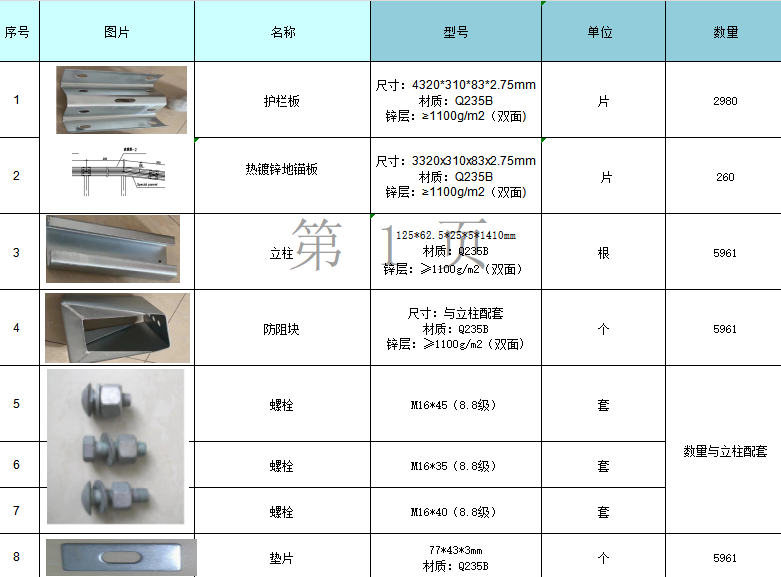 序号 图片 名称 型号 单位 数量
1 护栏板 尺寸：4320*310*83*2.75mm 片 2980
材质：Q235B
锌层：≥1100g/m2（双面）
2 热镀锌地锚板 尺寸：3320x310x83x2.75mm 片 260
材质：Q235B
锌层：≥1100g/m2（双面）
3 立柱 125*62.5*25*5*1410mm 根 5961
材质：Q235B
锌层：≥1100g/m2（双面）
第 1 页
4 防阻块 尺寸：与立柱配套 个 5961
材质：Q235B
锌层：≥1100g/m2（双面）
5 螺栓 M16*45（8.8级） 套
6 螺栓 M16*35（8.8级） 套 数量与立柱配套
7 螺栓 M16*40（8.8级） 套
8 垫片 77*43*3mm 个 5961
材质：Q235B